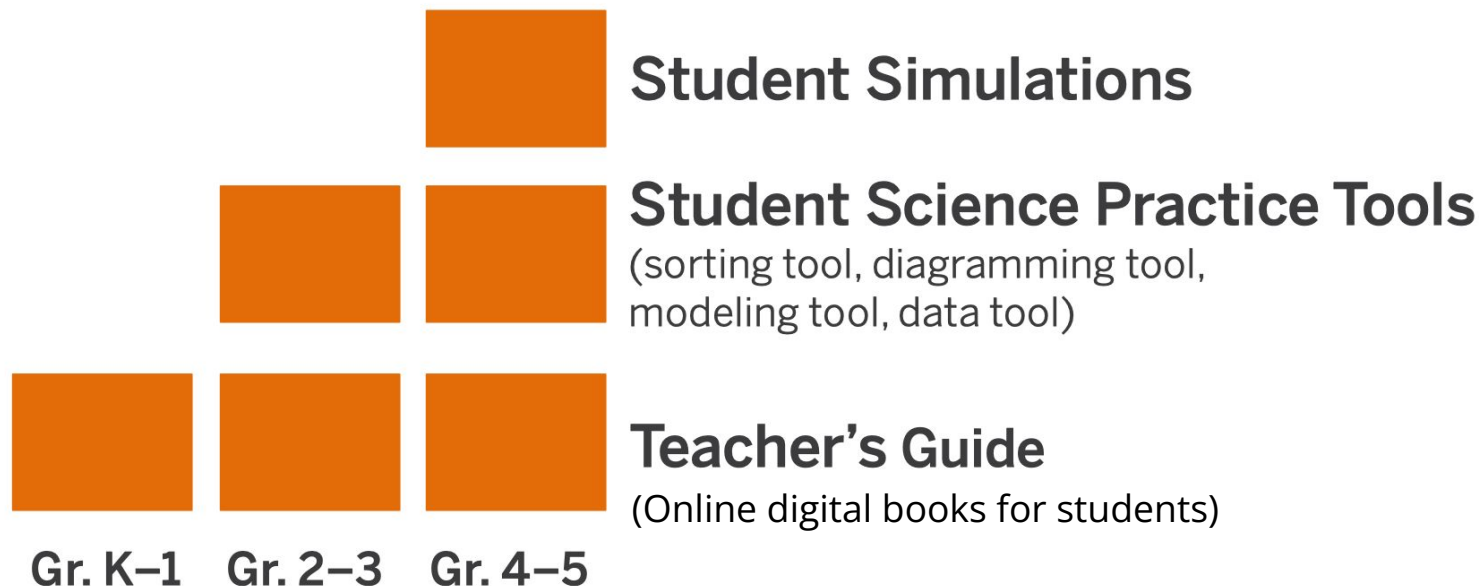 Student Simulations
Student Science Practice Tools
(sorting tool, diagramming tool,
modeling tool, data tool)
Teacher’s Guide
(Online digital books for students)
Gr. K–1 Gr. 2–3 Gr. 4–5